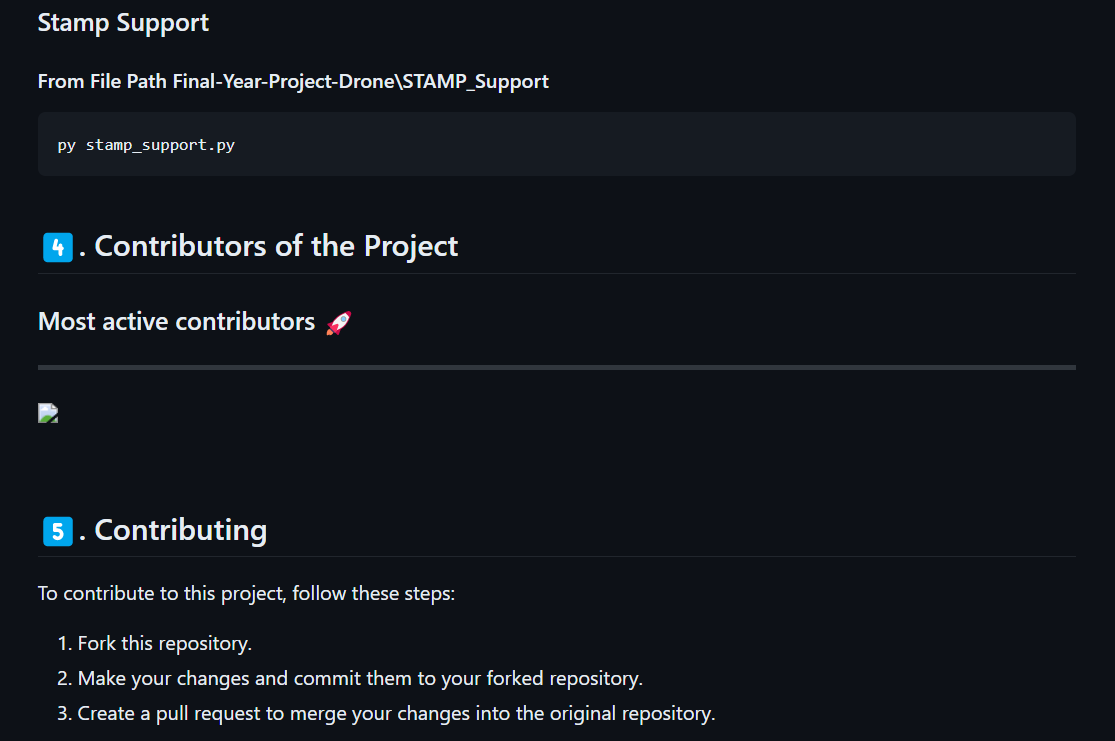 Stamp Support
From File Path Final-Year-Project-Drone\STAMP_Support
py stamp_support.py
4️⃣. Contributors of the Project
Most active contributors 🚀
5️⃣. Contributing
To contribute to this project, follow these steps:
1. Fork this repository.
2. Make your changes and commit them to your forked repository.
3. Create a pull request to merge your changes into the original repository.